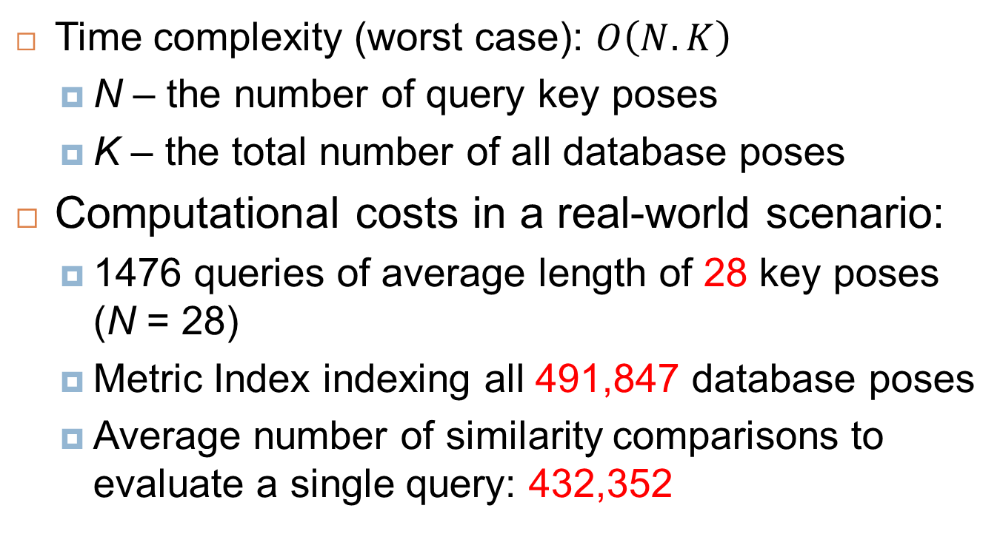 Time complexity (worst case): O(N.K)
N – the number of query key poses
K – the total number of all database poses
Computational costs in a real-world scenario:
1476 queries of average length of 28 key poses
(N = 28)
Metric Index indexing all 491,847 database poses
Average number of similarity comparisons to
evaluate a single query: 432,352